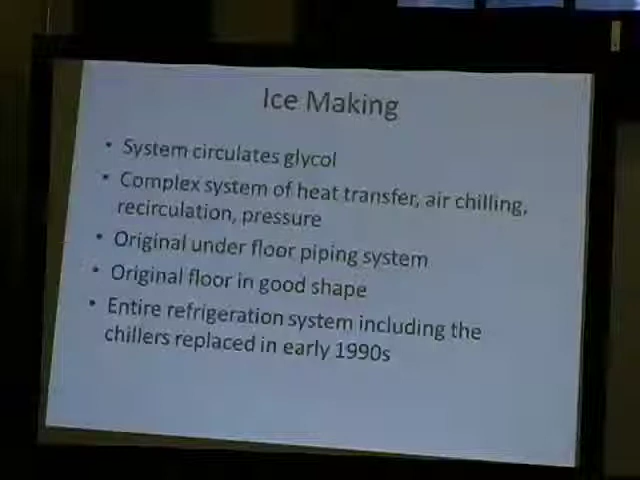 Ice Making
• System circulates glycol
• Complex system of heat transfer, air chilling,
recirculation, pressure
• Original under floor piping system
• Original floor in good shape
• Entire refrigeration system including the
chillers replaced in early 1990s